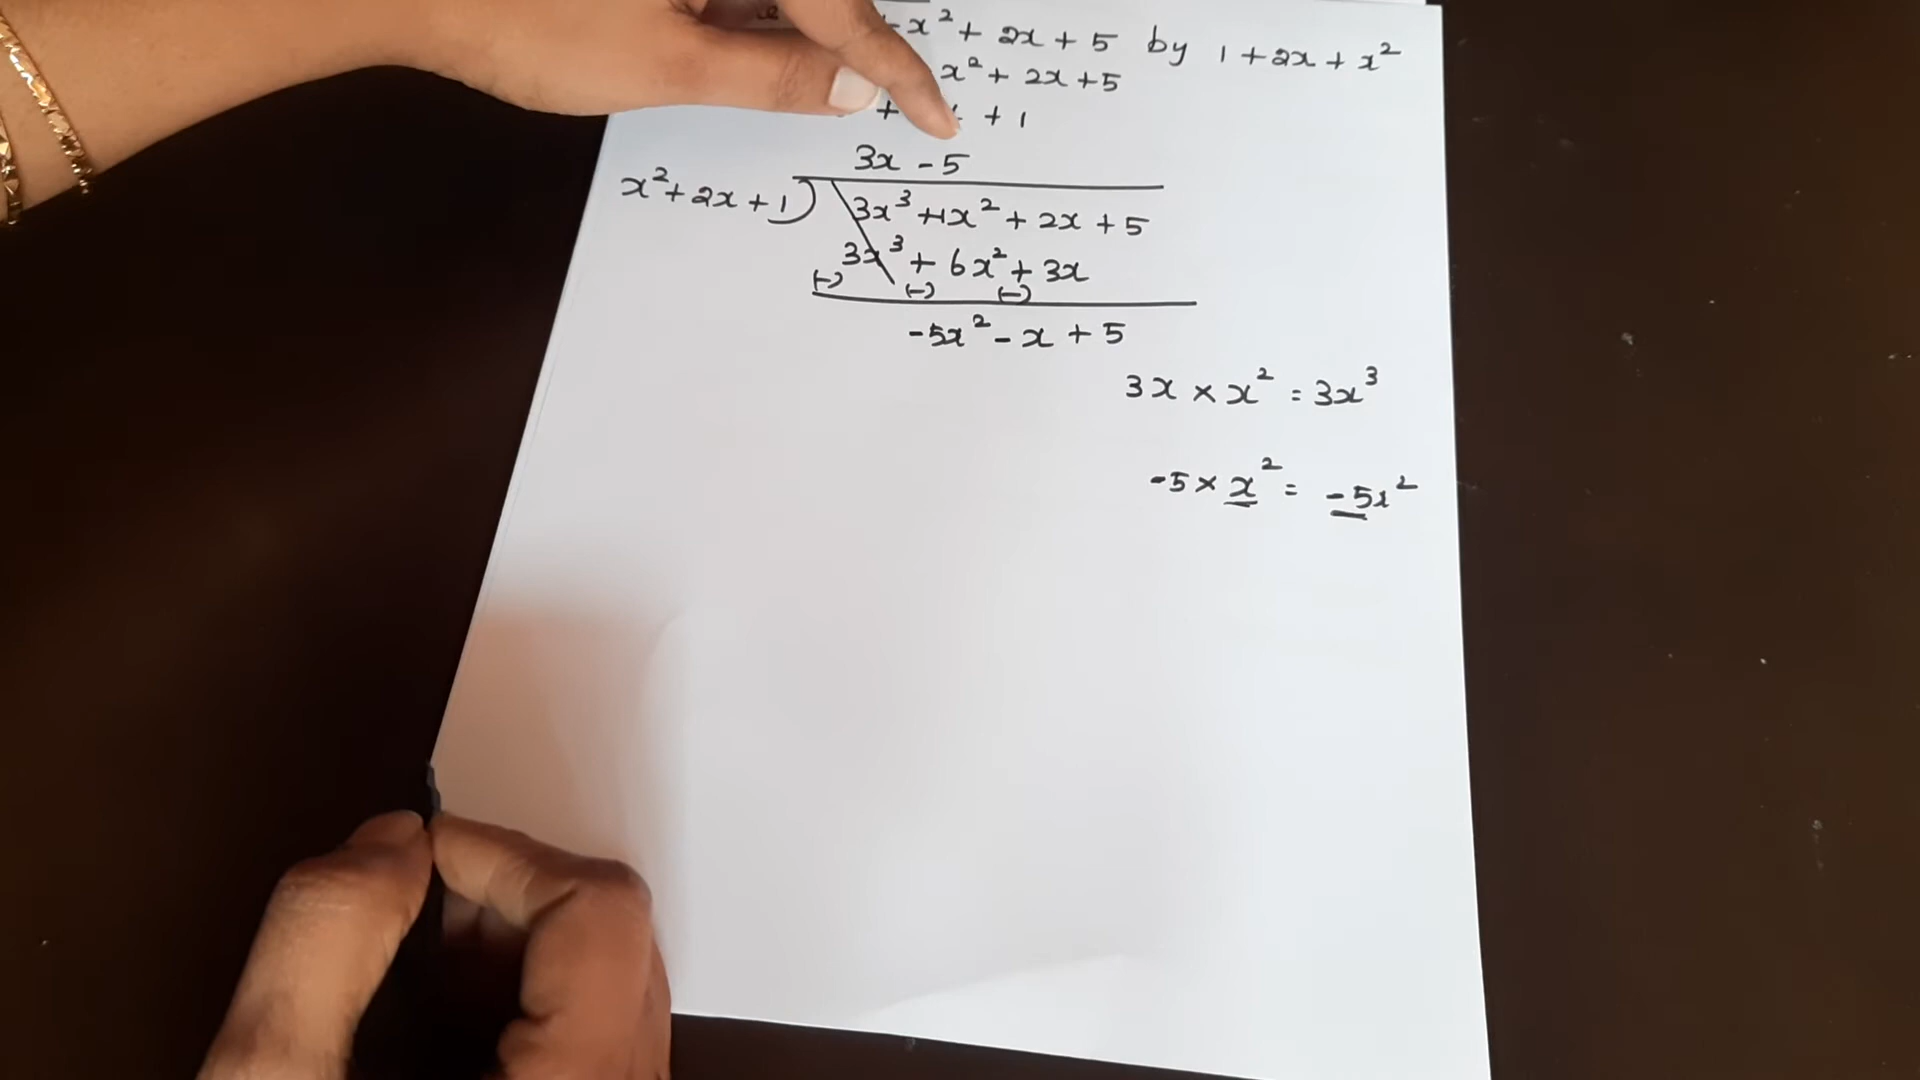 x² + 2x + 5 by 1 + 2x + x²
x² + 2x + 5
+ + 1
3x - 5
x² + 2x + 1) 3x³ + 1x² + 2x + 5
3x³ + 6x² + 3x
(-) (-) (-)
-5x² - x + 5
3x × x² = 3x³
-5 × x² = -5x²